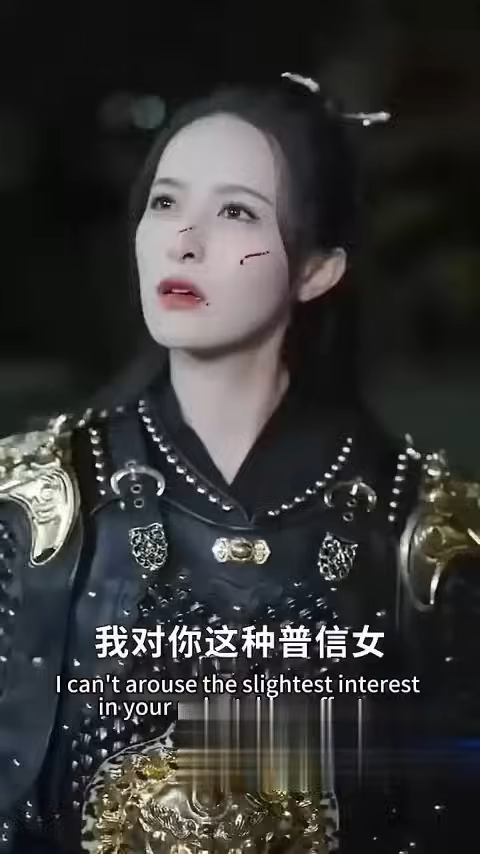 我对你这种普信女
I can't arouse the slightest interest
in your